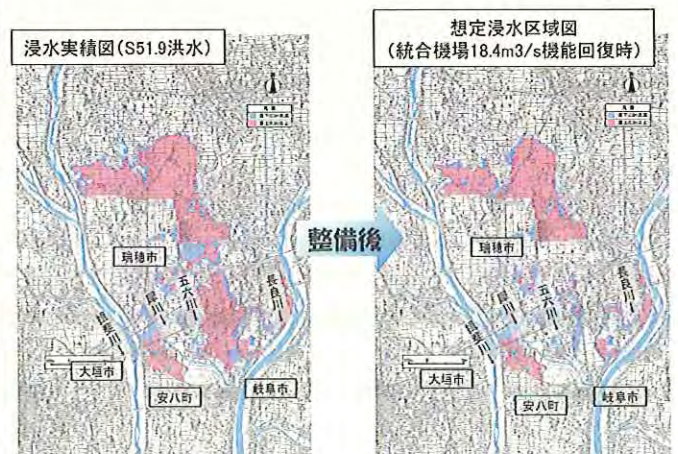 浸水実績図(S51.9洪水)
瑞穂市
五六川
長良川
犀川
揖斐川
大垣市
安八町
岐阜市
整備後
想定浸水区域図
(統合機場18.4m3/s機能回復時)
瑞穂市
五六川
長良川
犀川
揖斐川
大垣市
安八町
岐阜市